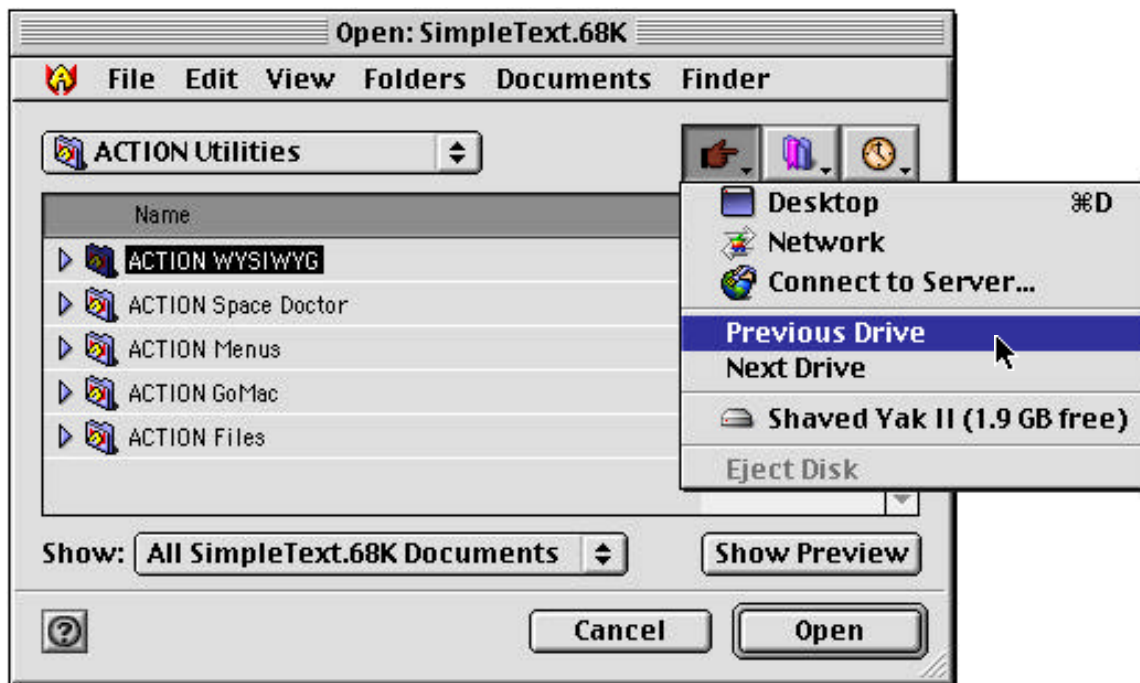 Open: SimpleText.68K
File Edit View Folders Documents Finder
ACTION Utilities
Name
ACTION WYSIWYG
ACTION Space Doctor
ACTION Menus
ACTION GoMac
ACTION Files
Desktop ⌘D
Network
Connect to Server...
Previous Drive
Next Drive
Shaved Yak II (1.9 GB free)
Eject Disk
Show: All SimpleText.68K Documents
Show Preview
?
Cancel
Open